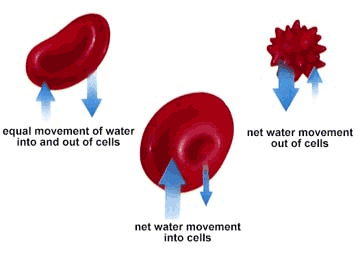 equal movement of water
into and out of cells
net water movement
out of cells
net water movement
into cells